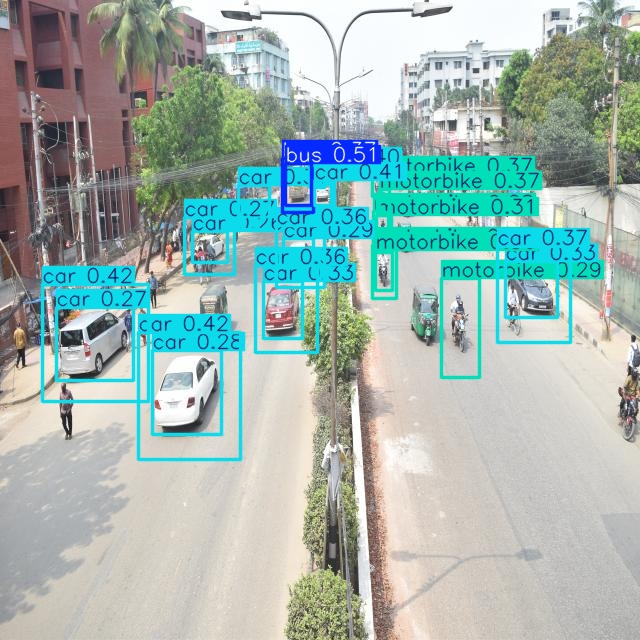 bus 0.51
car 0.41
motorbike 0.37
motorbike 0.37
motorbike 0.31
car 0.36
car 0.29
motorbike
car 0.37
car 0.33
car 0.36
car 0.33
motorbike 0.29
car 0.42
car 0.27
car 0.42
car 0.28